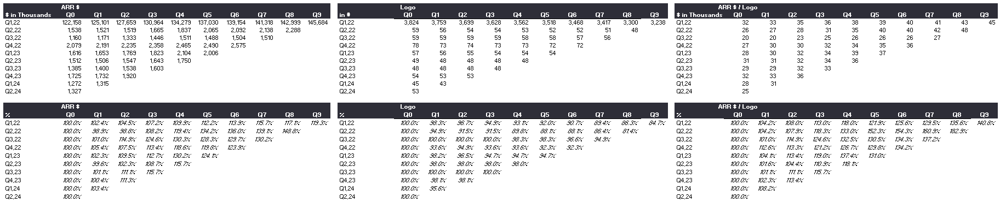 ARR $ Logo ARR $ / Logo
$ in Thousands Q0 Q1 Q2 Q3 Q4 Q5 Q6 Q7 Q8 Q9 in # Q0 Q1 Q2 Q3 Q4 Q5 Q6 Q7 Q8 Q9 $ in Thousands Q0 Q1 Q2 Q3 Q4 Q5 Q6 Q7 Q8 Q9
Q1,22 122,158 125,101 127,659 130,964 134,279 137,030 139,154 141,318 142,999 145,684 Q1,22 3,824 3,759 3,699 3,628 3,562 3,518 3,468 3,417 3,300 3,238 Q1,22 32 33 35 36 38 39 40 41 43 45
Q2,22 1,538 1,521 1,519 1,665 1,837 2,065 2,092 2,138 2,288 Q2,22 59 56 54 54 53 52 52 51 48 Q2,22 26 27 28 31 35 40 40 42 48
Q3,22 1,160 1,171 1,333 1,446 1,511 1,488 1,504 1,510 Q3,22 59 59 59 59 58 58 57 56 Q3,22 20 20 23 25 26 26 26 27
Q4,22 2,079 2,191 2,235 2,358 2,465 2,490 2,575 Q4,22 78 73 74 73 73 72 72 Q4,22 27 30 30 32 34 35 36
Q1,23 1,616 1,653 1,769 1,823 2,104 2,006 Q1,23 57 56 55 54 54 54 Q1,23 28 30 32 34 39 37
Q2,23 1,512 1,506 1,547 1,643 1,750 Q2,23 49 48 48 48 48 Q2,23 31 31 32 34 36
Q3,23 1,385 1,400 1,538 1,603 Q3,23 48 48 48 48 Q3,23 29 29 32 33
Q4,23 1,725 1,732 1,920 Q4,23 54 53 53 Q4,23 32 33 36
Q1,24 1,272 1,315 Q1,24 45 43 Q1,24 28 31
Q2,24 1,327 Q2,24 53 Q2,24 25
ARR $ Logo ARR $ / Logo
% Q0 Q1 Q2 Q3 Q4 Q5 Q6 Q7 Q8 Q9 % Q0 Q1 Q2 Q3 Q4 Q5 Q6 Q7 Q8 Q9 % Q0 Q1 Q2 Q3 Q4 Q5 Q6 Q7 Q8 Q9
Q1,22 100.0% 102.4% 104.5% 107.2% 109.9% 112.2% 113.9% 115.7% 117.1% 119.3% Q1,22 100.0% 98.3% 96.7% 94.9% 93.1% 92.0% 90.7% 89.4% 86.3% 84.7% Q1,22 100.0% 104.2% 108.0% 113.0% 118.0% 121.9% 125.6% 129.5% 135.6% 140.8%
Q2,22 100.0% 98.9% 98.8% 108.2% 119.4% 134.2% 136.0% 139.1% 148.8% Q2,22 100.0% 94.9% 91.5% 91.5% 89.8% 88.1% 88.1% 86.4% 81.4% Q2,22 100.0% 104.2% 107.9% 118.3% 133.0% 152.3% 154.3% 160.9% 182.9%
Q3,22 100.0% 101.0% 114.9% 124.6% 130.3% 128.3% 129.7% 130.2% Q3,22 100.0% 100.0% 100.0% 100.0% 98.3% 98.3% 96.6% 94.9% Q3,22 100.0% 101.0% 114.9% 124.6% 132.5% 130.5% 134.3% 137.2%
Q4,22 100.0% 105.4% 107.5% 113.4% 118.6% 119.8% 123.9% Q4,22 100.0% 93.6% 94.9% 93.6% 93.6% 92.3% 92.3% Q4,22 100.0% 112.6% 113.3% 121.2% 126.7% 129.8% 134.2%
Q1,23 100.0% 102.3% 109.5% 112.7% 130.2% 124.1% Q1,23 100.0% 98.2% 96.5% 94.7% 94.7% 94.7% Q1,23 100.0% 104.1% 113.4% 119.0% 137.4% 131.0%
Q2,23 100.0% 99.6% 102.3% 108.7% 115.7% Q2,23 100.0% 98.0% 98.0% 98.0% 98.0% Q2,23 100.0% 101.6% 104.4% 110.9% 118.1%
Q3,23 100.0% 101.1% 111.1% 115.7% Q3,23 100.0% 100.0% 100.0% 100.0% Q3,23 100.0% 101.1% 111.1% 115.7%
Q4,23 100.0% 100.4% 111.3% Q4,23 100.0% 98.1% 98.1% Q4,23 100.0% 102.3% 113.4%
Q1,24 100.0% 103.4% Q1,24 100.0% 95.6% Q1,24 100.0% 108.2%
Q2,24 100.0% Q2,24 100.0% Q2,24 100.0%